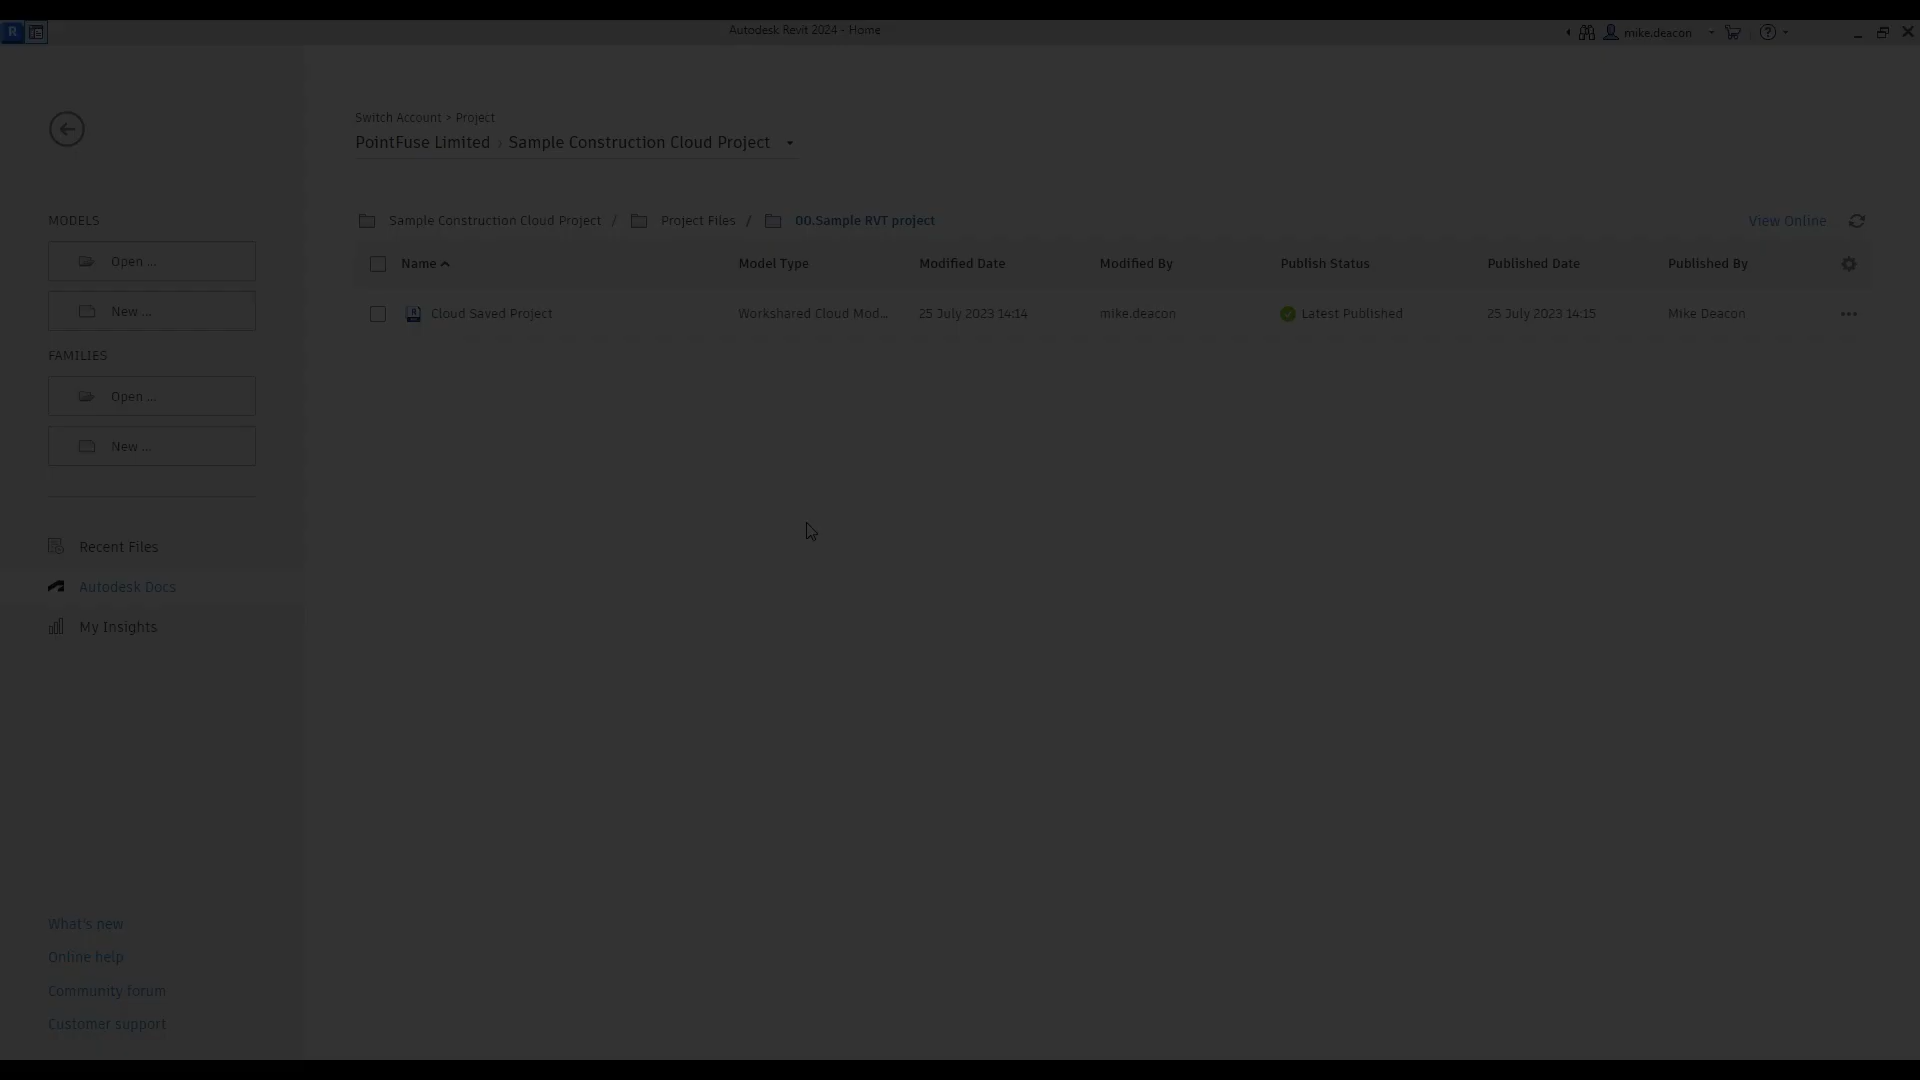 R
Autodesk Revit 2024 - Home
mike.deacon
Switch Account > Project
PointFuse Limited › Sample Construction Cloud Project
MODELS
Open ...
New ...
FAMILIES
Open ...
New ...
Recent Files
Autodesk Docs
My Insights
What's new
Online help
Community forum
Customer support
Sample Construction Cloud Project / Project Files / 00.Sample RVT project
View Online
Name Model Type Modified Date Modified By Publish Status Published Date Published By
Cloud Saved Project Workshared Cloud Mod... 25 July 2023 14:14 mike.deacon Latest Published 25 July 2023 14:15 Mike Deacon